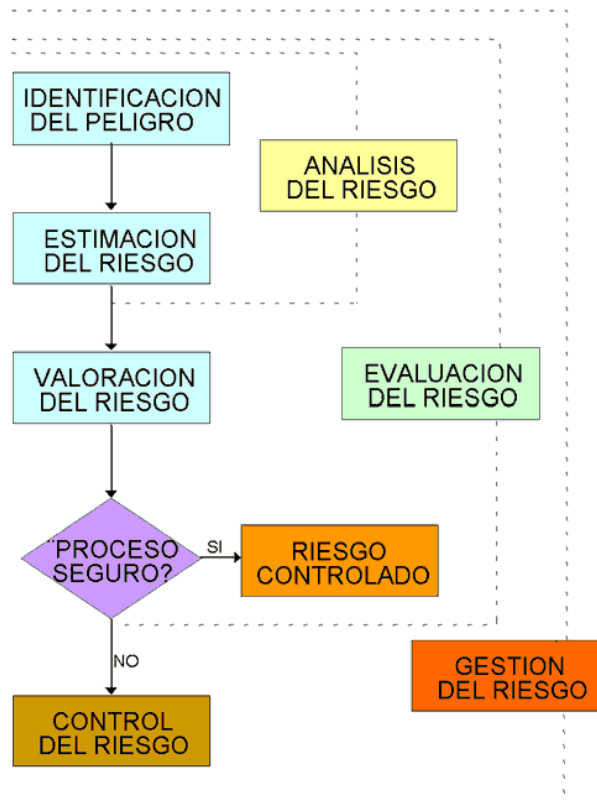 IDENTIFICACION
DEL PELIGRO
ANALISIS
DEL RIESGO
ESTIMACION
DEL RIESGO
VALORACION
DEL RIESGO
EVALUACION
DEL RIESGO
¨PROCESO
SEGURO?
SI
RIESGO
CONTROLADO
NO
GESTION
DEL RIESGO
CONTROL
DEL RIESGO